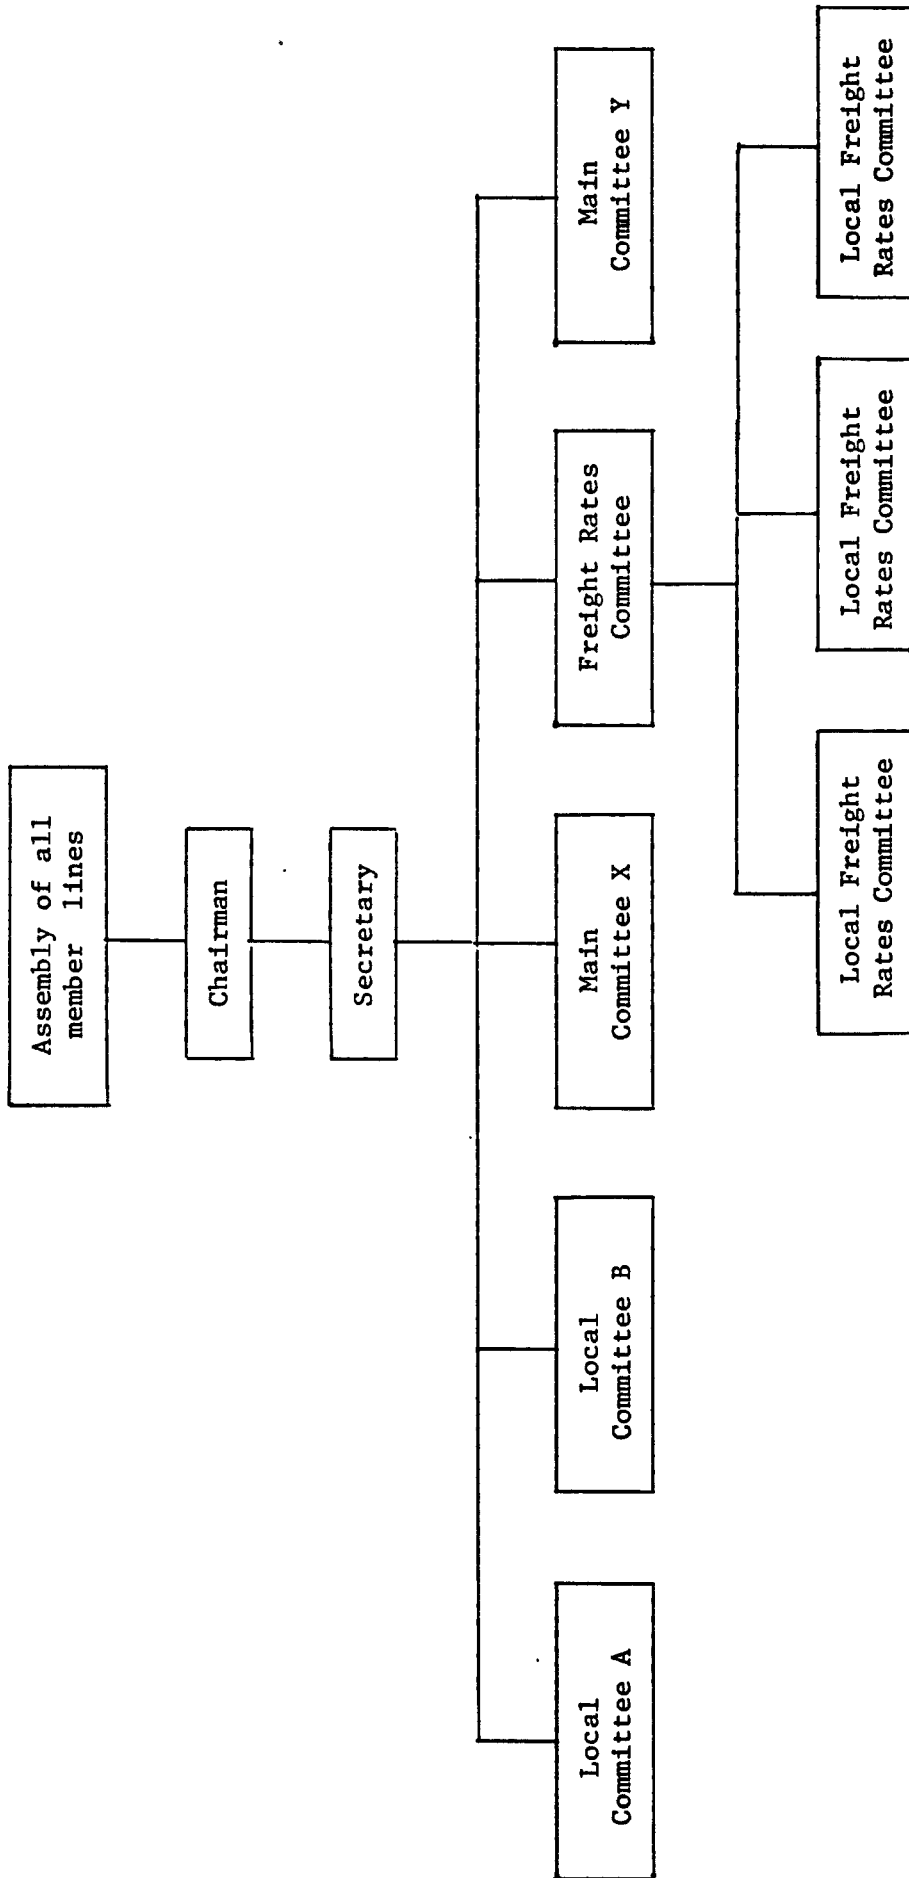 Assembly of all
member lines
Chairman
Secretary
Local
Committee A
Local
Committee B
Main
Committee X
Freight Rates
Committee
Main
Committee Y
Local Freight
Rates Committee
Local Freight
Rates Committee
Local Freight
Rates Committee